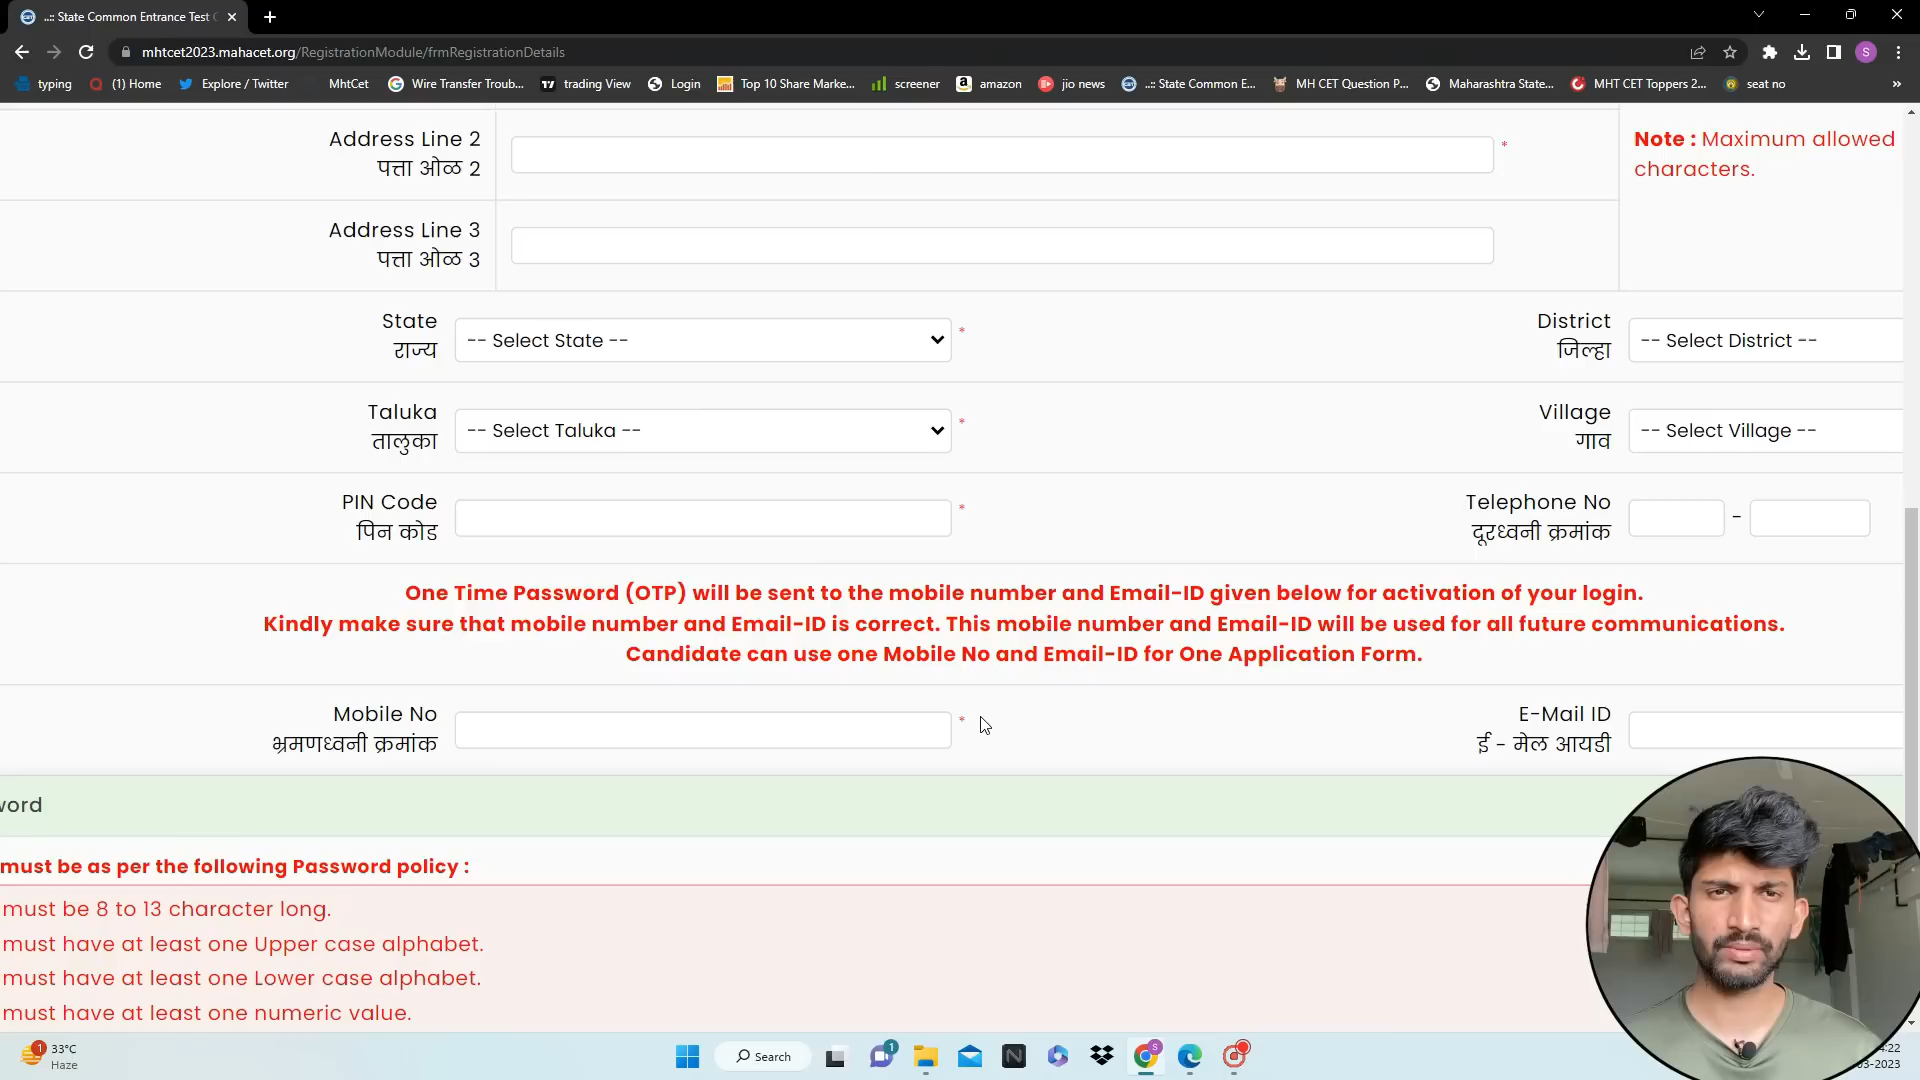 ..:: State Common Entrance Test C
mhtcet2023.mahacet.org/RegistrationModule/frmRegistrationDetails
S
typing
(1) Home
Explore / Twitter
MhtCet
Wire Transfer Troub...
trading View
Login
Top 10 Share Marke...
screener
amazon
jio news
..:: State Common E...
MH CET Question P...
Maharashtra State...
MHT CET Toppers 2...
seat no
»
Address Line 2
पत्ता ओळ 2
*
Note : Maximum allowed
characters.
Address Line 3
पत्ता ओळ 3
State
राज्य
-- Select State --
*
District
जिल्हा
-- Select District --
Taluka
तालुका
-- Select Taluka --
*
Village
गाव
-- Select Village --
PIN Code
पिन कोड
*
Telephone No
दूरध्वनी क्रमांक
-
One Time Password (OTP) will be sent to the mobile number and Email-ID given below for activation of your login.
Kindly make sure that mobile number and Email-ID is correct. This mobile number and Email-ID will be used for all future communications.
Candidate can use one Mobile No and Email-ID for One Application Form.
Mobile No
भ्रमणध्वनी क्रमांक
*
E-Mail ID
ई - मेल आयडी
word
must be as per the following Password policy :
must be 8 to 13 character long.
must have at least one Upper case alphabet.
must have at least one Lower case alphabet.
must have at least one numeric value.
1
33°C
Haze
Search
1
S
4:22
03-2023